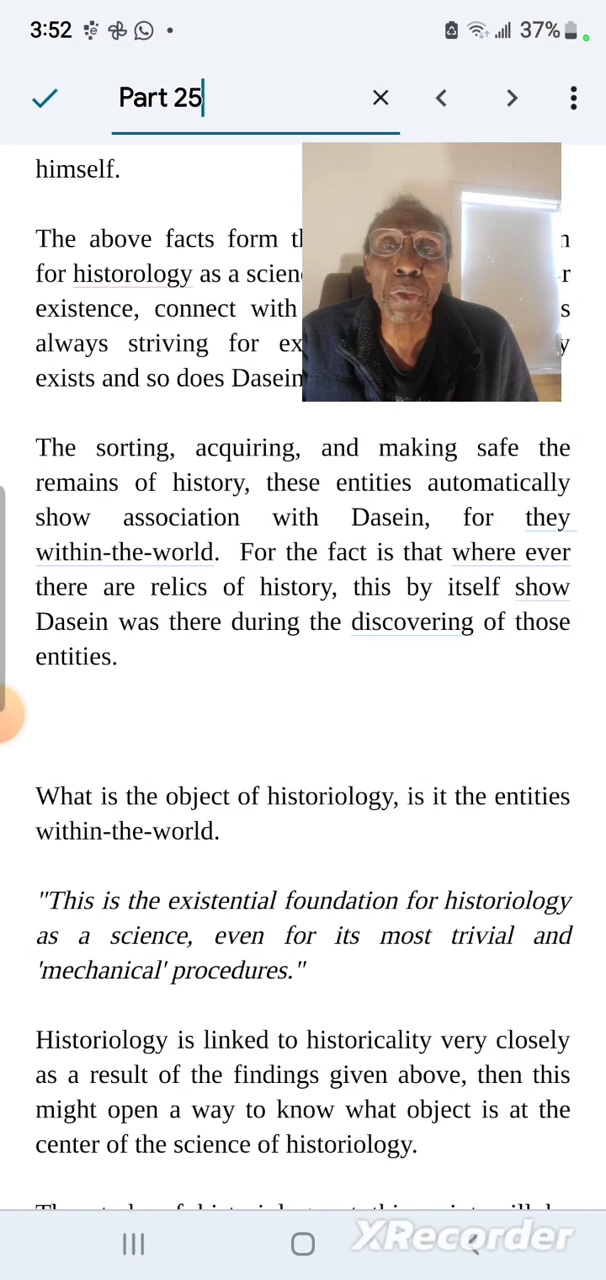 3:52 37%
Part 25
himself.
The above facts form
for historology as a
existence, connect with
always striving for
exists and so does Dasein
The sorting, acquiring, and making safe the
remains of history, these entities automatically
show association with Dasein, for they
within-the-world. For the fact is that where ever
there are relics of history, this by itself show
Dasein was there during the discovering of those
entities.
What is the object of historiology, is it the entities
within-the-world.
"This is the existential foundation for historiology
as a science, even for its most trivial and
'mechanical' procedures."
Historiology is linked to historicality very closely
as a result of the findings given above, then this
might open a way to know what object is at the
center of the science of historiology.
XRecorder